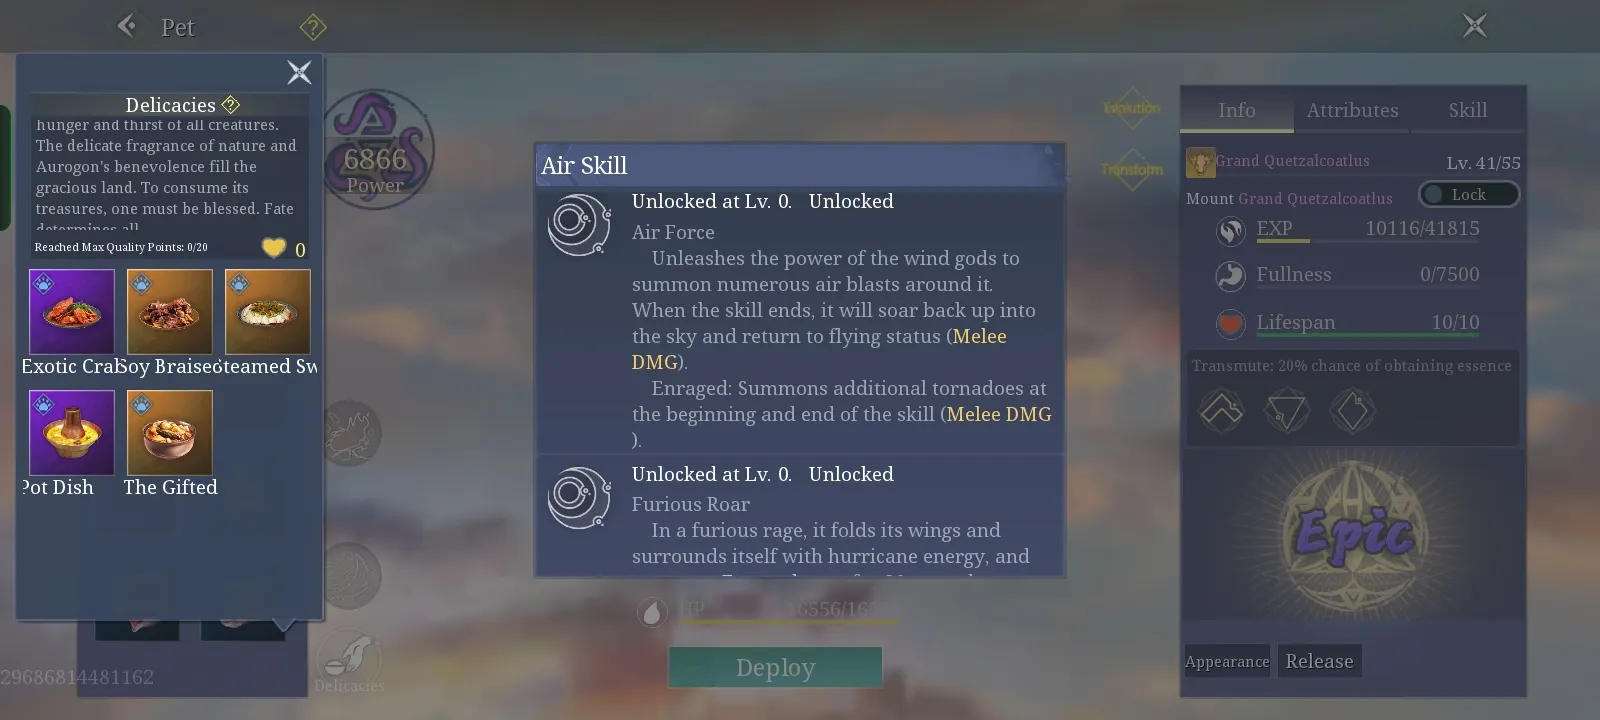 Pet
Delicacies
hunger and thirst of all creatures.
The delicate fragrance of nature and
Aurogon's benevolence fill the
gracious land. To consume its
treasures, one must be blessed. Fate
determines all
Reached Max Quality Points: 0/20
0
Exotic Crab
Soy Braised
Steamed Sw
Pot Dish
The Gifted
29686814481162
6866
Power
Delicacies
Air Skill
Unlocked at Lv. 0. Unlocked
Air Force
Unleashes the power of the wind gods to
summon numerous air blasts around it.
When the skill ends, it will soar back up into
the sky and return to flying status (Melee
DMG).
Enraged: Summons additional tornadoes at
the beginning and end of the skill (Melee DMG
).
Unlocked at Lv. 0. Unlocked
Furious Roar
In a furious rage, it folds its wings and
surrounds itself with hurricane energy, and
HP
Deploy
Evolution
Transform
Info
Attributes
Skill
Grand Quetzalcoatlus
Lv. 41/55
Mount Grand Quetzalcoatlus
Lock
EXP 10116/41815
Fullness 0/7500
Lifespan 10/10
Transmute: 20% chance of obtaining essence
Epic
Appearance
Release